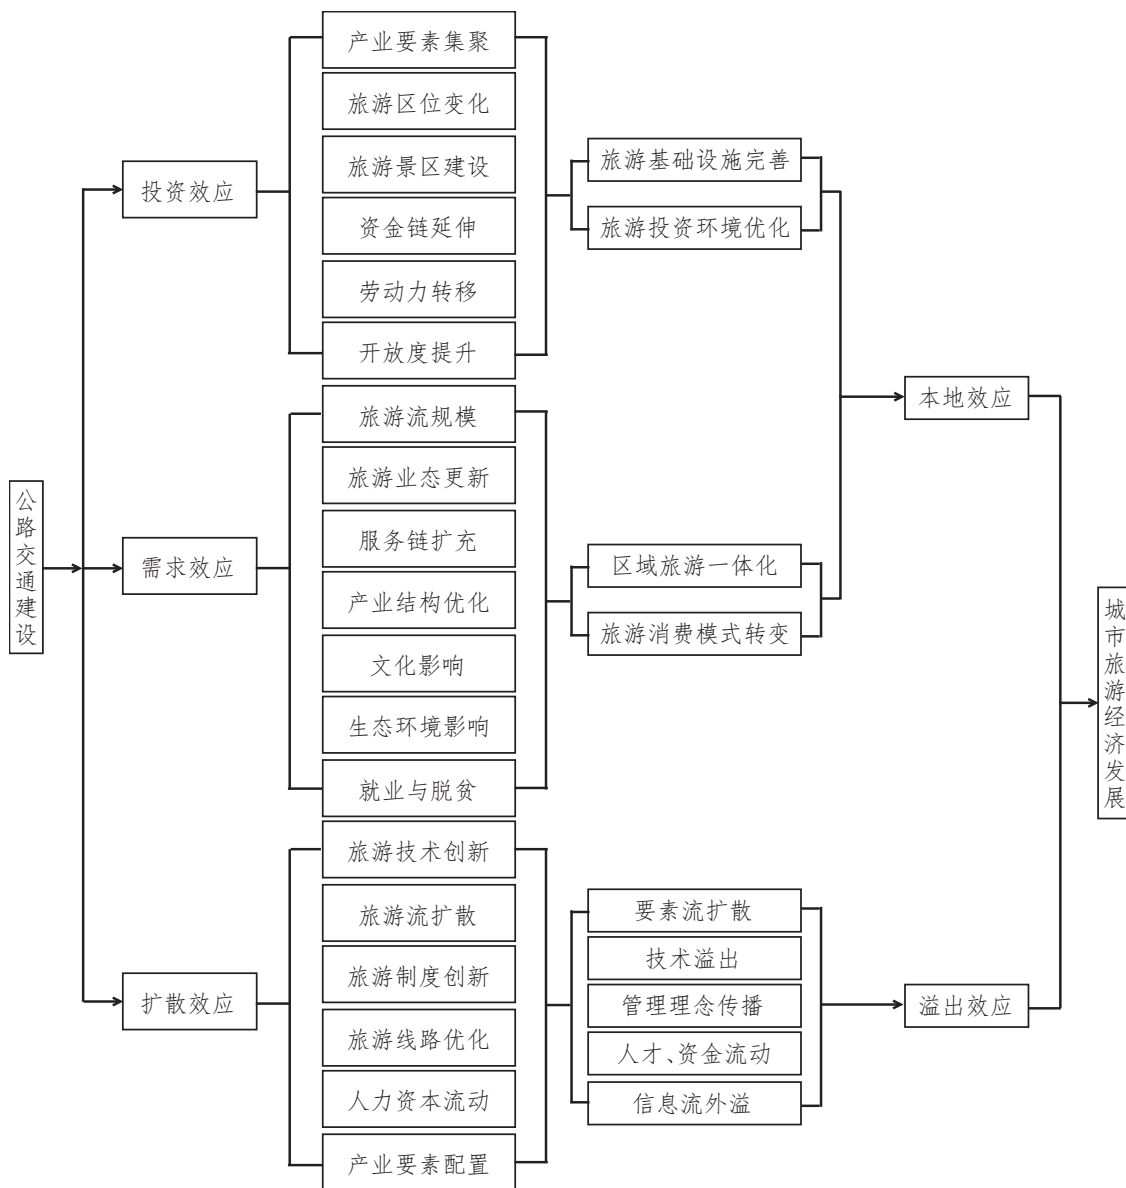 公路交通建设
投资效应
需求效应
扩散效应
产业要素集聚
旅游区位变化
旅游景区建设
资金链延伸
劳动力转移
开放度提升
旅游流规模
旅游业态更新
服务链扩充
产业结构优化
文化影响
生态环境影响
就业与脱贫
旅游技术创新
旅游流扩散
旅游制度创新
旅游线路优化
人力资本流动
产业要素配置
旅游基础设施完善
旅游投资环境优化
区域旅游一体化
旅游消费模式转变
要素流扩散
技术溢出
管理理念传播
人才、资金流动
信息流外溢
本地效应
溢出效应
城市旅游经济发展